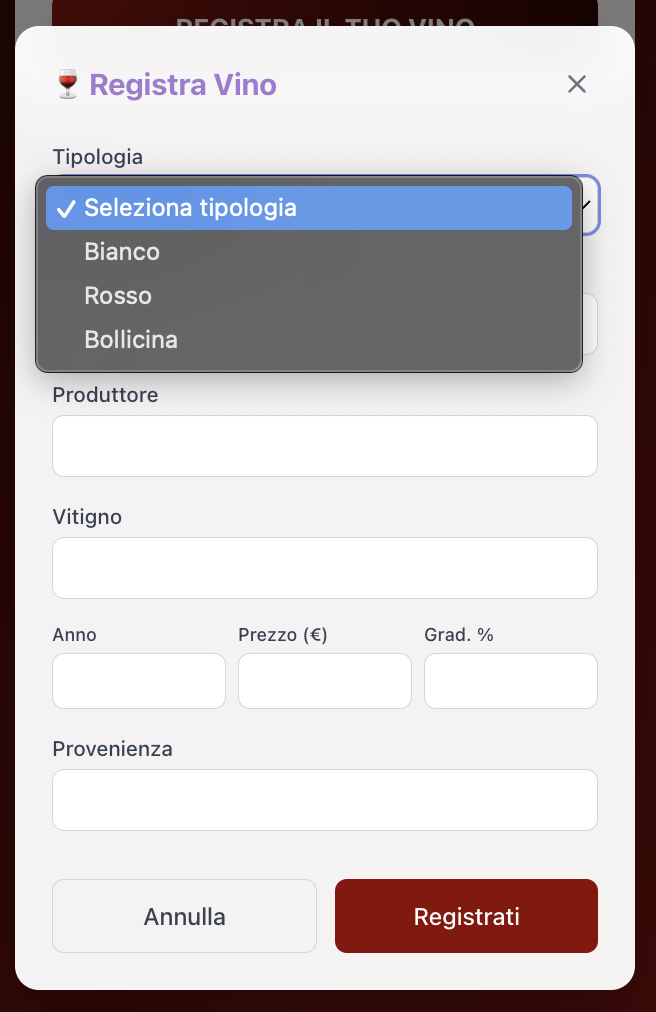 REGISTRA IL TUO VINO
Registra Vino
Tipologia
Seleziona tipologia
Bianco
Rosso
Bollicina
Produttore
Vitigno
Anno Prezzo (€) Grad. %
Provenienza
Annulla Registrati